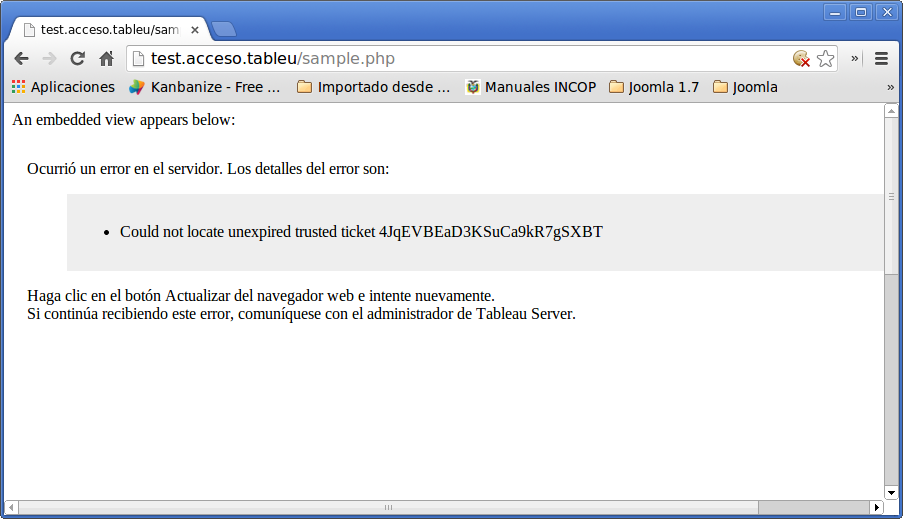 test.acceso.tableu/sam
test.acceso.tableu/sample.php
»
Aplicaciones Kanbanize - Free ... Importado desde ... Manuales INCOP Joomla 1.7 Joomla »
An embedded view appears below:
Ocurrió un error en el servidor. Los detalles del error son:
• Could not locate unexpired trusted ticket 4JqEVBEaD3KSuCa9kR7gSXBT
Haga clic en el botón Actualizar del navegador web e intente nuevamente.
Si continúa recibiendo este error, comuníquese con el administrador de Tableau Server.